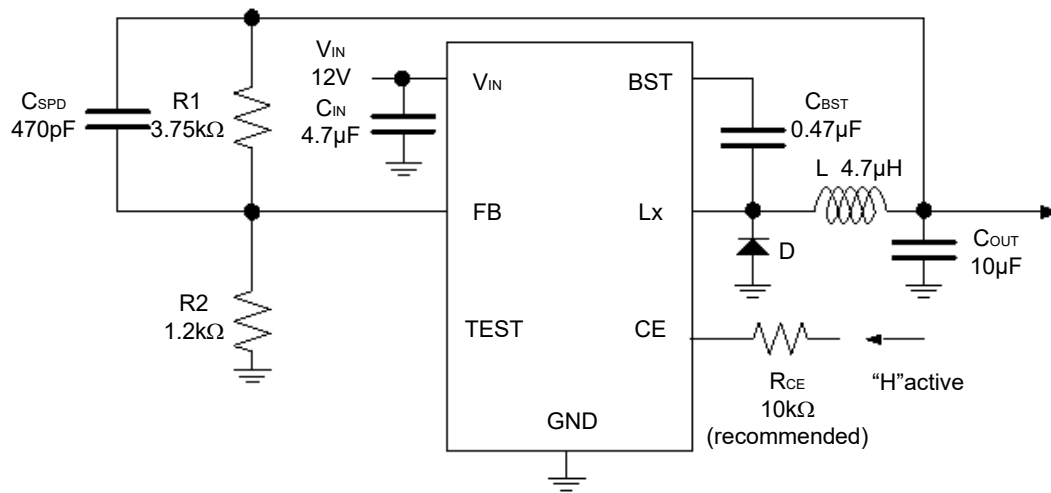 VIN
12V
VIN
BST
CSPD
470pF
R1
3.75kΩ
CIN
4.7µF
CBST
0.47µF
L 4.7µH
FB
Lx
D
COUT
10µF
R2
1.2kΩ
TEST
CE
RCE
10kΩ
(recommended)
“H”active
GND